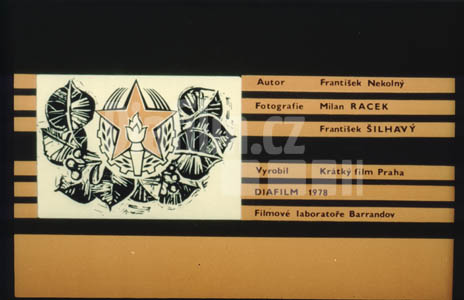 Autor František Nekolný
Fotografie Milan RACEK
František ŠILHAVÝ
Vyrobil Krátký film Praha
DIAFILM 1978
Filmové laboratoře Barrandov